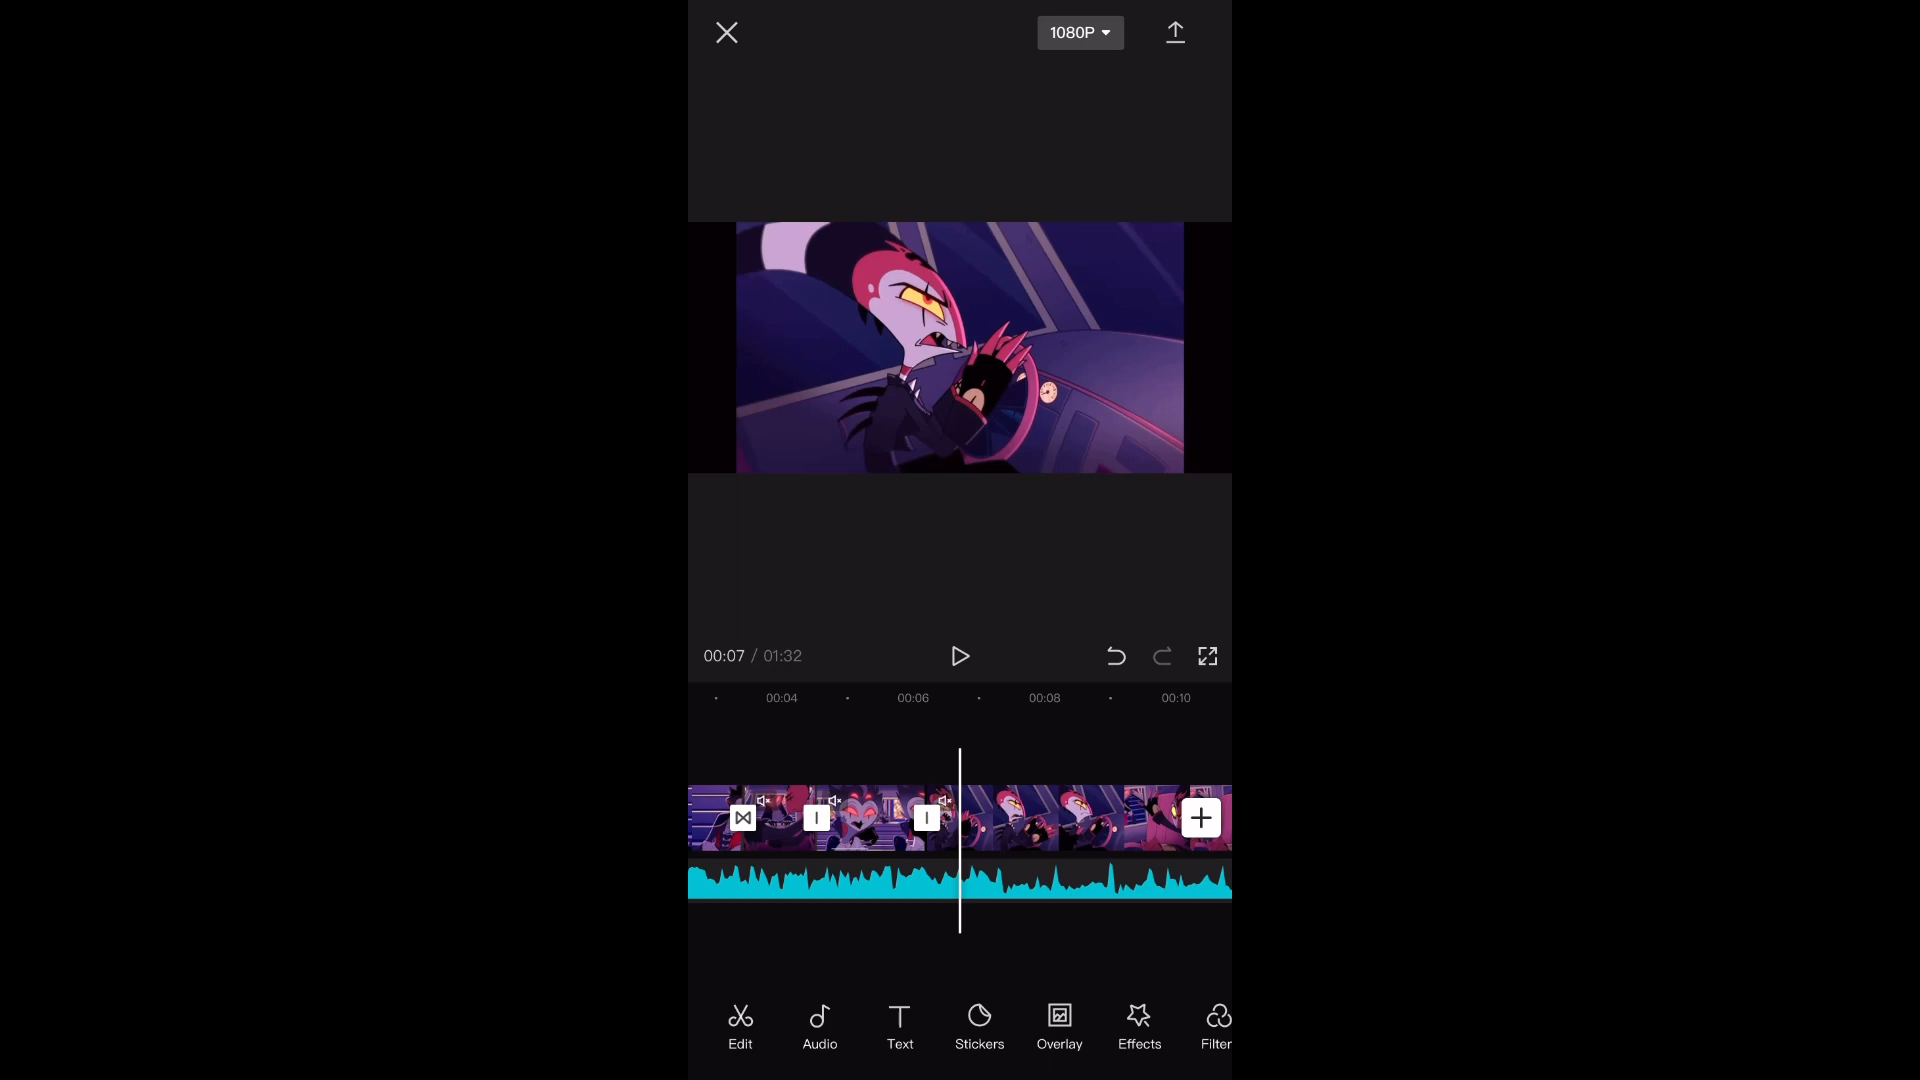 1080P
00:07 / 01:32
00:04 00:06 00:08 00:10
Edit Audio Text Stickers Overlay Effects Filter